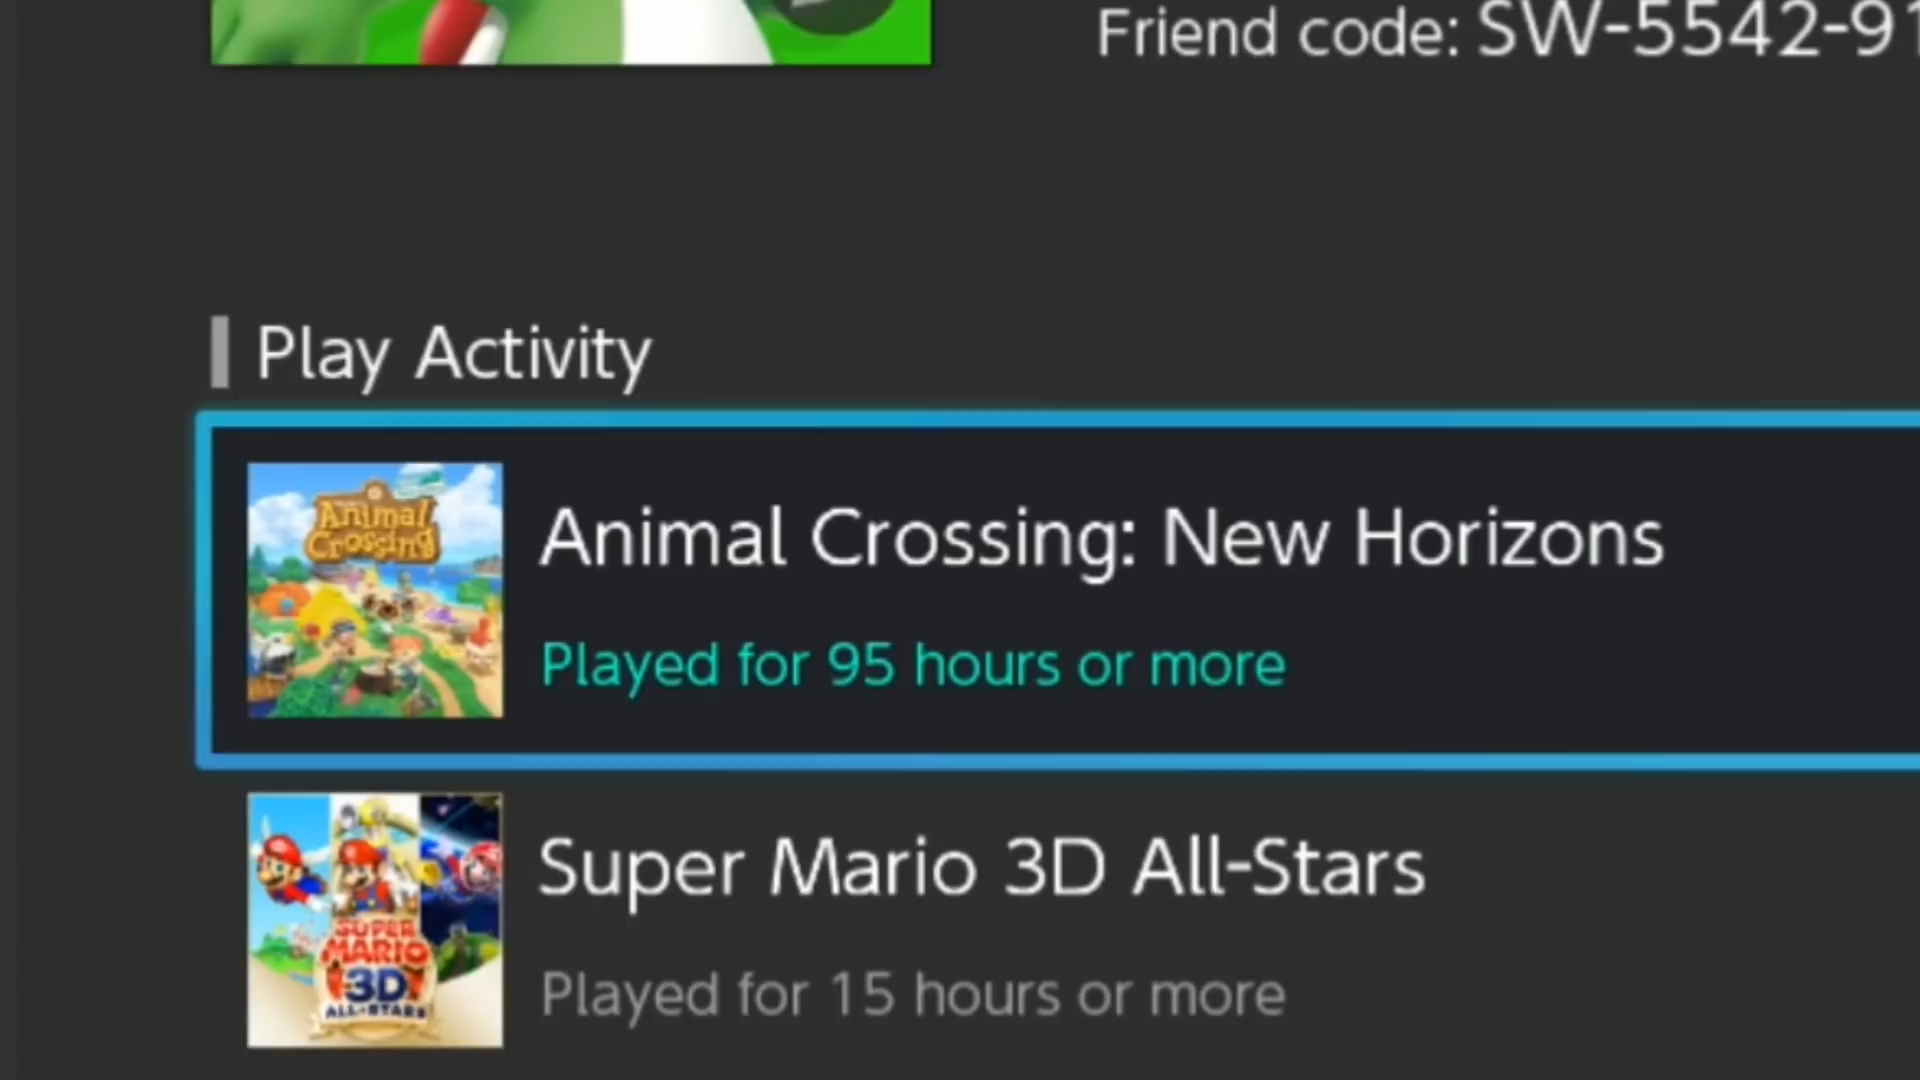 Friend code: SW-5542-91
Play Activity
Animal Crossing
Animal Crossing: New Horizons
Played for 95 hours or more
SUPER
MARIO
3D
ALL-STARS
Super Mario 3D All-Stars
Played for 15 hours or more